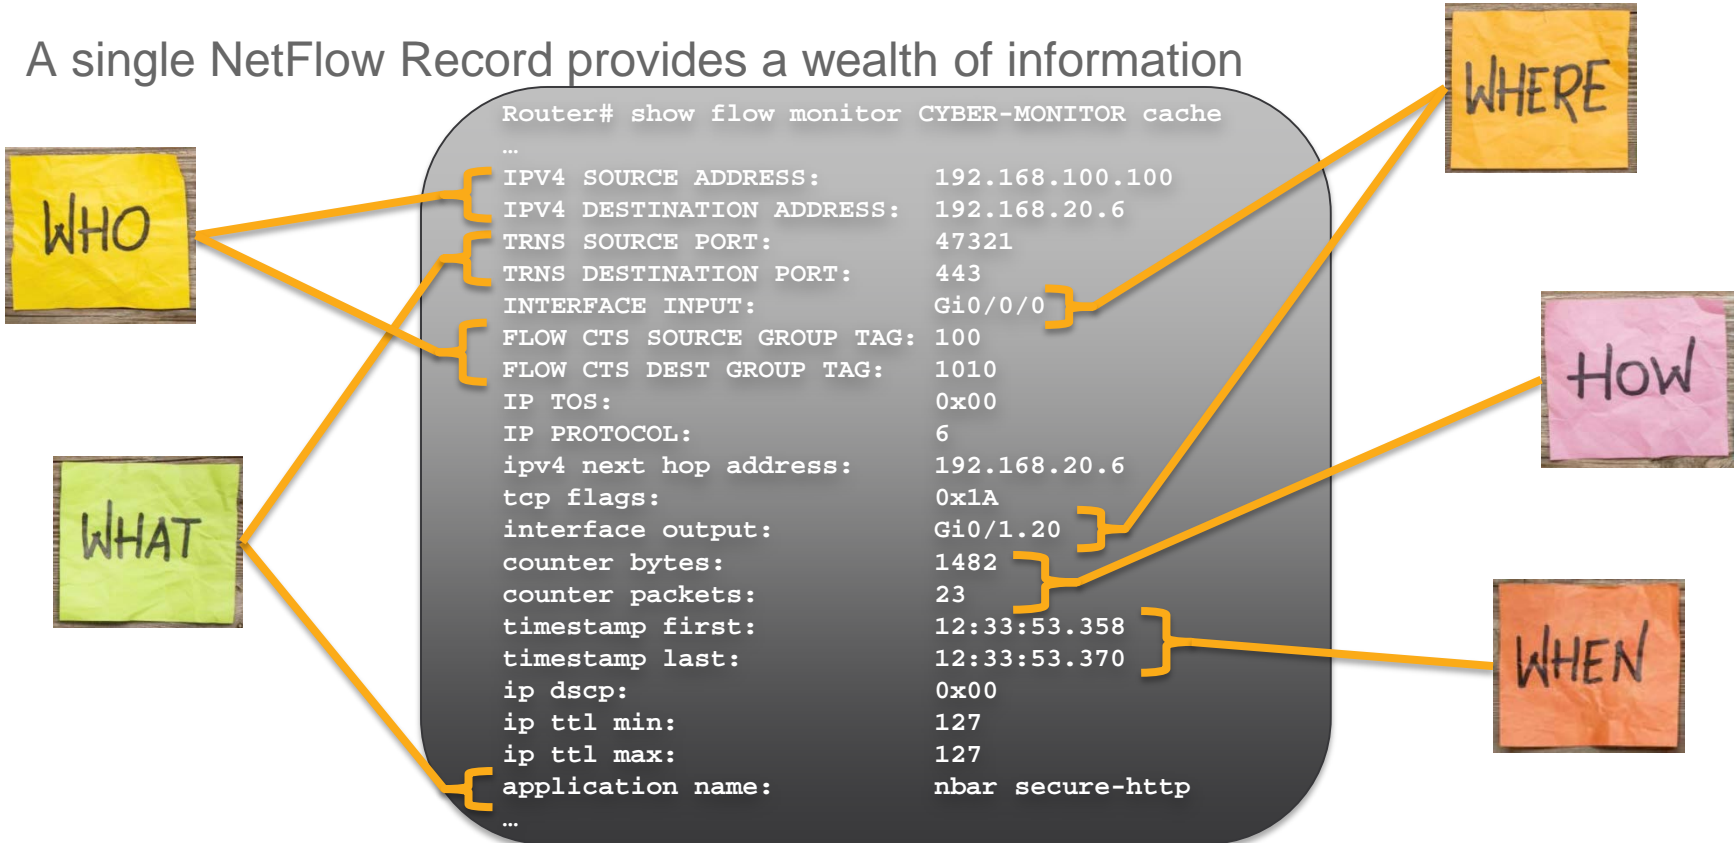 A single NetFlow Record provides a wealth of information
WHERE
Router# show flow monitor CYBER-MONITOR cache
…
IPV4 SOURCE ADDRESS: 192.168.100.100
IPV4 DESTINATION ADDRESS: 192.168.20.6
WHO
TRNS SOURCE PORT: 47321
TRNS DESTINATION PORT: 443
INTERFACE INPUT: Gi0/0/0
FLOW CTS SOURCE GROUP TAG: 100
FLOW CTS DEST GROUP TAG: 1010
HOW
IP TOS: 0x00
IP PROTOCOL: 6
ipv4 next hop address: 192.168.20.6
tcp flags: 0x1A
interface output: Gi0/1.20
WHAT
counter bytes: 1482
counter packets: 23
timestamp first: 12:33:53.358
timestamp last: 12:33:53.370
WHEN
ip dscp: 0x00
ip ttl min: 127
ip ttl max: 127
application name: nbar secure-http
…